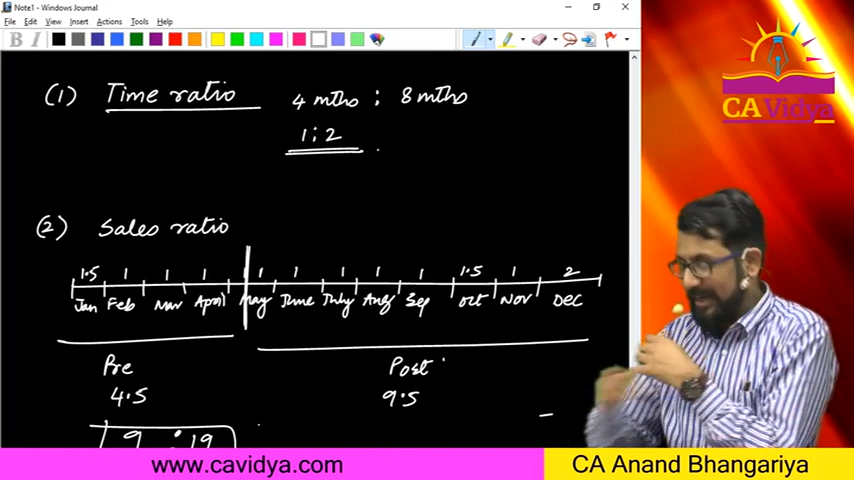 Note1 - Windows Journal
File Edit View Insert Actions Tools Help
B I
CA Vidya
(1) Time ratio 4 mths : 8 mths
1 : 2
(2) Sales ratio
1.5 1 1 1 1 1 1 1 1 1.5 1 2
Jan Feb Mar April May June July Aug Sep Oct Nov DEC
Pre Post
4.5 9.5
9 : 19
www.cavidya.com CA Anand Bhangariya